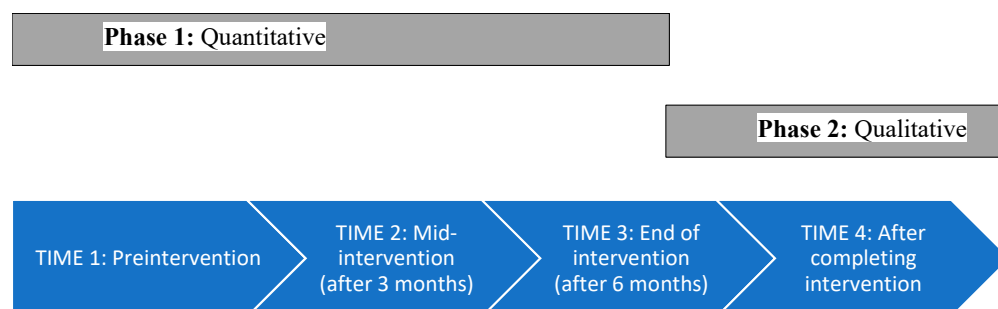 Phase 1: Quantitative
Phase 2: Qualitative
TIME 1: Preintervention
TIME 2: Mid-
intervention
(after 3 months)
TIME 3: End of
intervention
(after 6 months)
TIME 4: After
completing
intervention